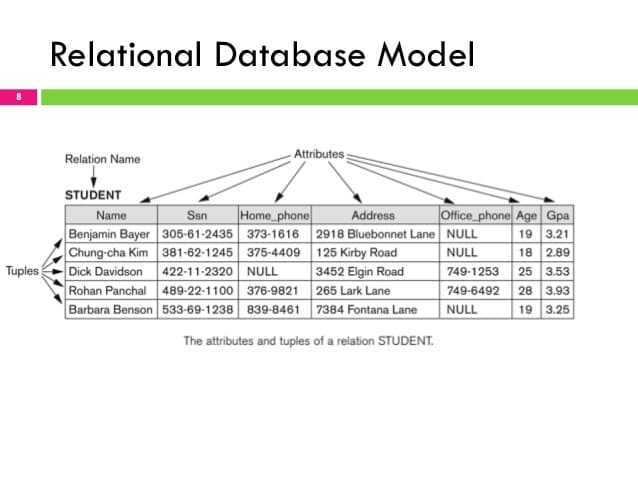 Relational Database Model
8
Attributes
Relation Name
STUDENT
Name Ssn Home_phone Address Office_phone Age Gpa
Benjamin Bayer 305-61-2435 373-1616 2918 Bluebonnet Lane NULL 19 3.21
Chung-cha Kim 381-62-1245 375-4409 125 Kirby Road NULL 18 2.89
Tuples Dick Davidson 422-11-2320 NULL 3452 Elgin Road 749-1253 25 3.53
Rohan Panchal 489-22-1100 376-9821 265 Lark Lane 749-6492 28 3.93
Barbara Benson 533-69-1238 839-8461 7384 Fontana Lane NULL 19 3.25
The attributes and tuples of a relation STUDENT.